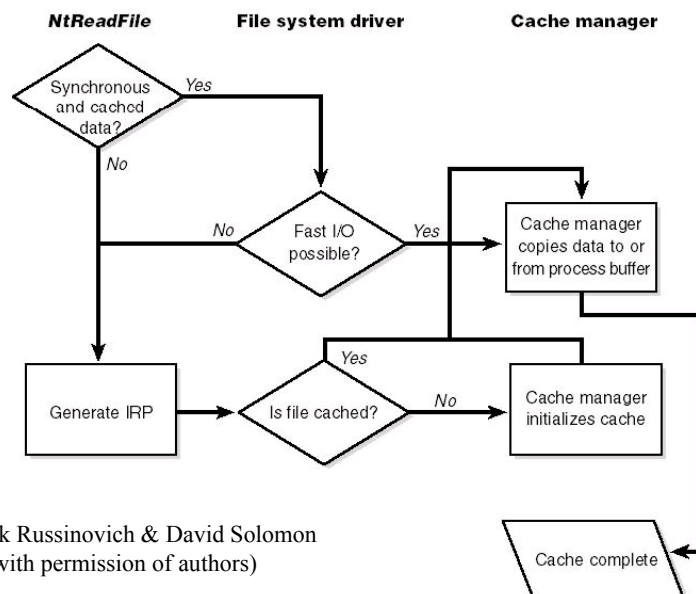 NtReadFile
File system driver
Cache manager
Synchronous
and cached
data?
Yes
No
Fast I/O
possible?
No
Yes
Cache manager
copies data to or
from process buffer
Generate IRP
Is file cached?
Yes
No
Cache manager
initializes cache
k Russinovich & David Solomon
with permission of authors)
Cache complete